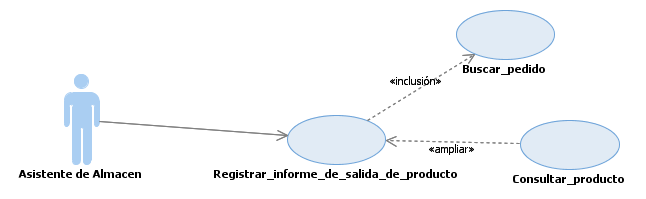 Buscar_pedido
«inclusión»
«ampliar»
Asistente de Almacen
Registrar_informe_de_salida_de_producto
Consultar_producto